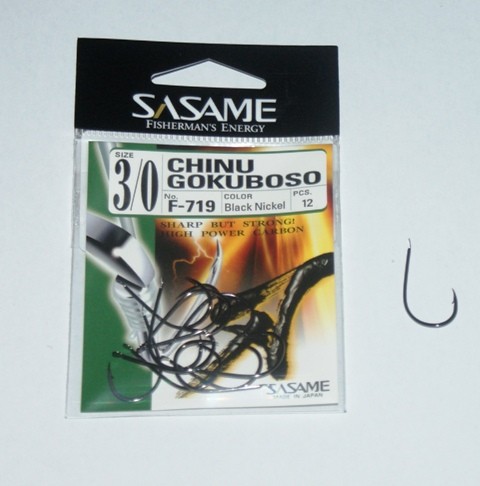 SASAME
FISHERMAN'S ENERGY
SIZE
3/0
CHINU
GOKUBOSO
No.
F-719
COLOR
Black Nickel
PCS.
12
SHARP BUT STRONG!
HIGH POWER CARBON
SASAME
MADE IN JAPAN